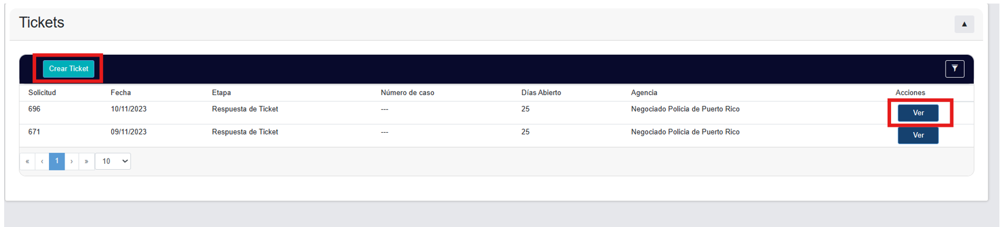 Tickets
▲
Crear Ticket
Solicitud Fecha Etapa Número de caso Días Abierto Agencia Acciones
696 10/11/2023 Respuesta de Ticket --- 25 Negociado Policia de Puerto Rico Ver
671 09/11/2023 Respuesta de Ticket --- 25 Negociado Policia de Puerto Rico Ver
« ‹ 1 › » 10